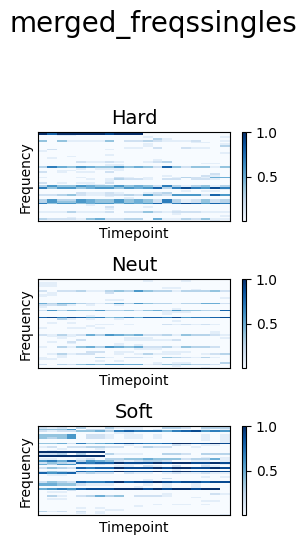 merged_freqssingles
Hard
1.0
0.5
Frequency
Timepoint
Neut
1.0
0.5
Frequency
Timepoint
Soft
1.0
0.5
Frequency
Timepoint